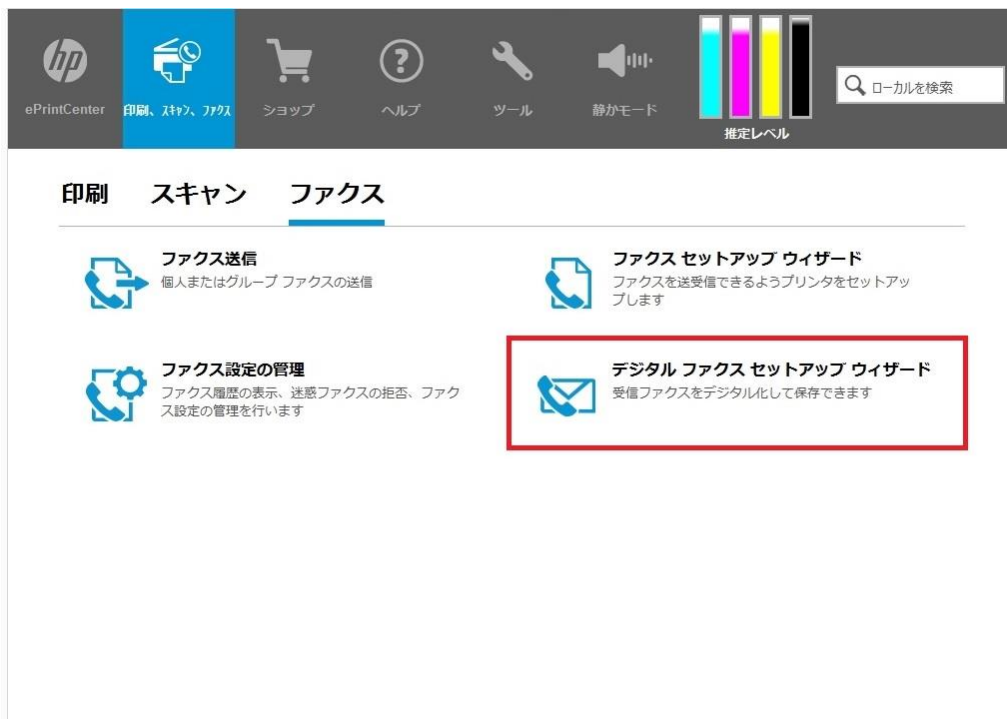 hp
ePrintCenter
印刷、スキャン、ファクス
ショップ
?
ヘルプ
ツール
静かモード
推定レベル
ローカルを検索
印刷 スキャン ファクス
ファクス送信
個人またはグループ ファクスの送信
ファクス セットアップ ウィザード
ファクスを送受信できるようプリンタをセットアッ
プします
ファクス設定の管理
ファクス履歴の表示、迷惑ファクスの拒否、ファク
ス設定の管理を行います
デジタル ファクス セットアップ ウィザード
受信ファクスをデジタル化して保存できます